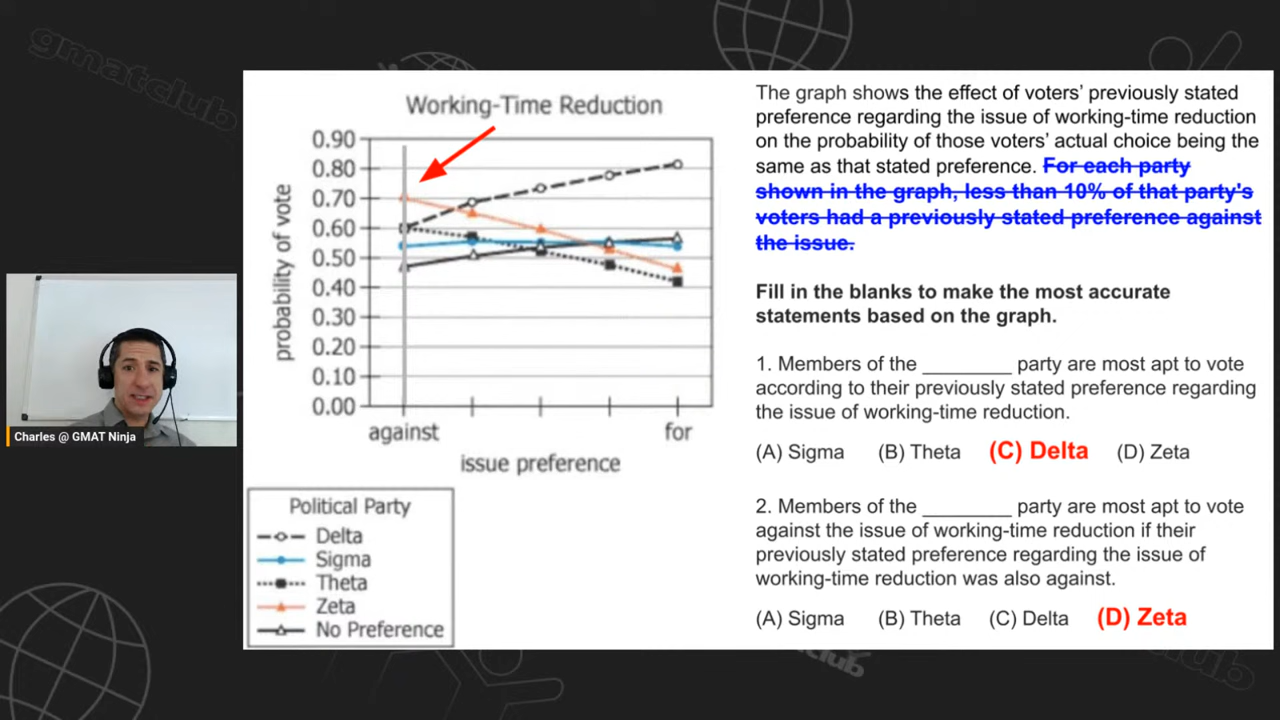 gmatclub
Working-Time Reduction
0.90
0.80
0.70
0.60
0.50
0.40
0.30
0.20
0.10
0.00
probability of vote
against
for
issue preference
Political Party
Delta
Sigma
Theta
Zeta
No Preference
The graph shows the effect of voters' previously stated
preference regarding the issue of working-time reduction
on the probability of those voters' actual choice being the
same as that stated preference. For each party
shown in the graph, less than 10% of that party's
voters had a previously stated preference against
the issue.
Fill in the blanks to make the most accurate
statements based on the graph.
1. Members of the ________ party are most apt to vote
according to their previously stated preference regarding
the issue of working-time reduction.
(A) Sigma (B) Theta (C) Delta (D) Zeta
2. Members of the ________ party are most apt to vote
against the issue of working-time reduction if their
previously stated preference regarding the issue of
working-time reduction was also against.
(A) Sigma (B) Theta (C) Delta (D) Zeta
Charles @ GMAT Ninja